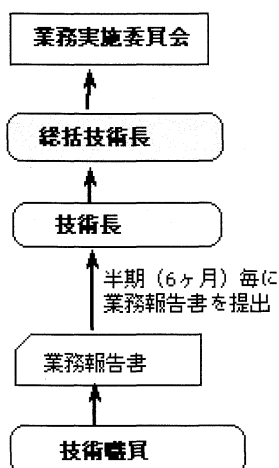 業務実施委員会
総括技術長
技術長
半期（6ヶ月）毎に
業務報告書を提出
業務報告書
技術職員